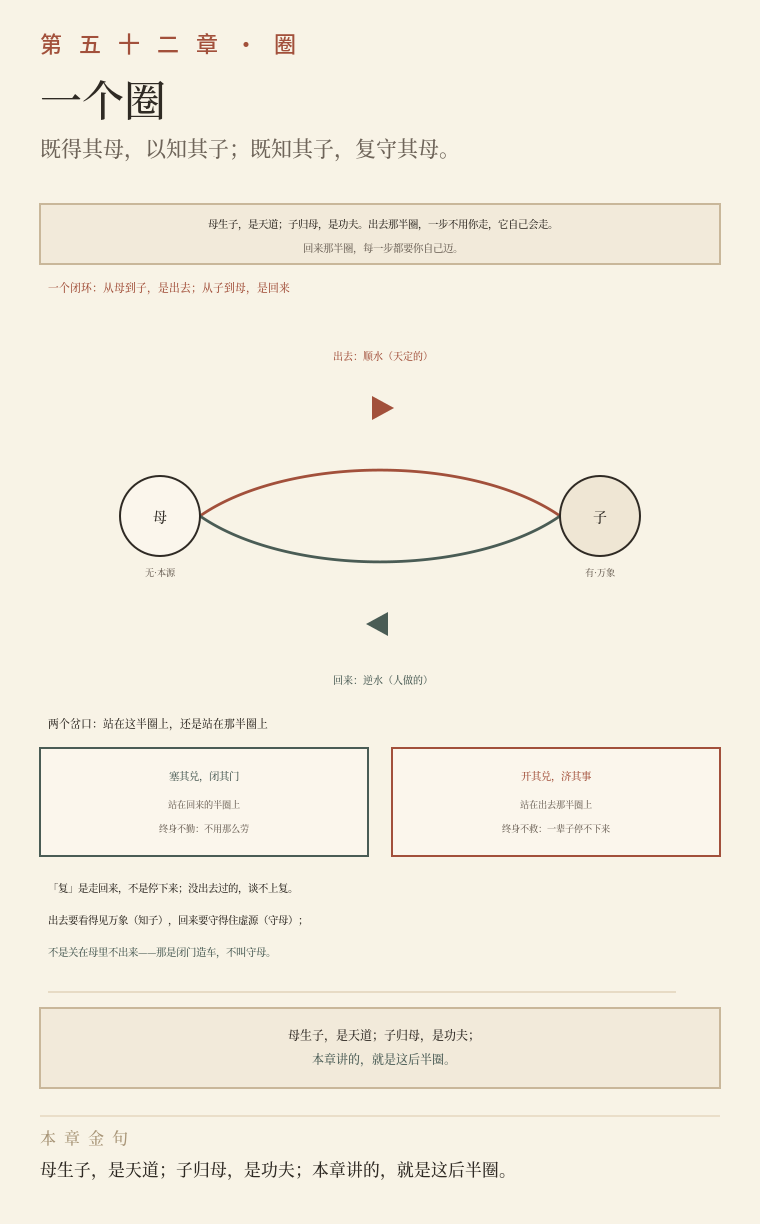 第五十二章·圈
一个圈
既得其母，以知其子；既知其子，复守其母。
母生子，是天道；子归母，是功夫。出去那半圈，一步不用你走，它自己会走。
回来那半圈，每一步都要你自己迈。
一个闭环：从母到子，是出去；从子到母，是回来
出去：顺水（天定的）
母
子
无·本源
有·万象
回来：逆水（人做的）
两个岔口：站在这半圈上，还是站在那半圈上
塞其兑，闭其门
站在回来的半圈上
终身不勤：不用那么劳
开其兑，济其事
站在出去那半圈上
终身不救：一辈子停不下来
「复」是走回来，不是停下来；没出去过的，谈不上复。
出去要看得见万象（知子），回来要守得住虚源（守母）；
不是关在母里不出来——那是闭门造车，不叫守母。
母生子，是天道；子归母，是功夫；
本章讲的，就是这后半圈。
本章金句
母生子，是天道；子归母，是功夫；本章讲的，就是这后半圈。